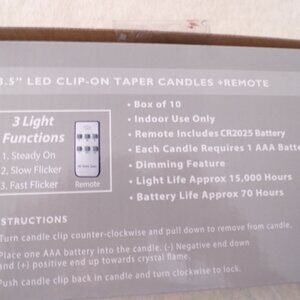 3.5" LED CLIP-ON TAPER CANDLES +REMOTE
3 Light
Functions
1. Steady On
2. Slow Flicker
3. Fast Flicker
Remote
• Box of 10
• Indoor Use Only
• Remote Includes CR2025 Battery
• Each Candle Requires 1 AAA Batte
• Dimming Feature
• Light Life Approx 15,000 Hours
• Battery Life Approx 70 Hours
STRUCTIONS
Turn candle clip counter-clockwise and pull down to remove from candle.
Place one AAA battery into the candle. (-) Negative end down
and (+) positive end up towards crystal flame.
Push candle clip back in candle and turn clockwise to lock.